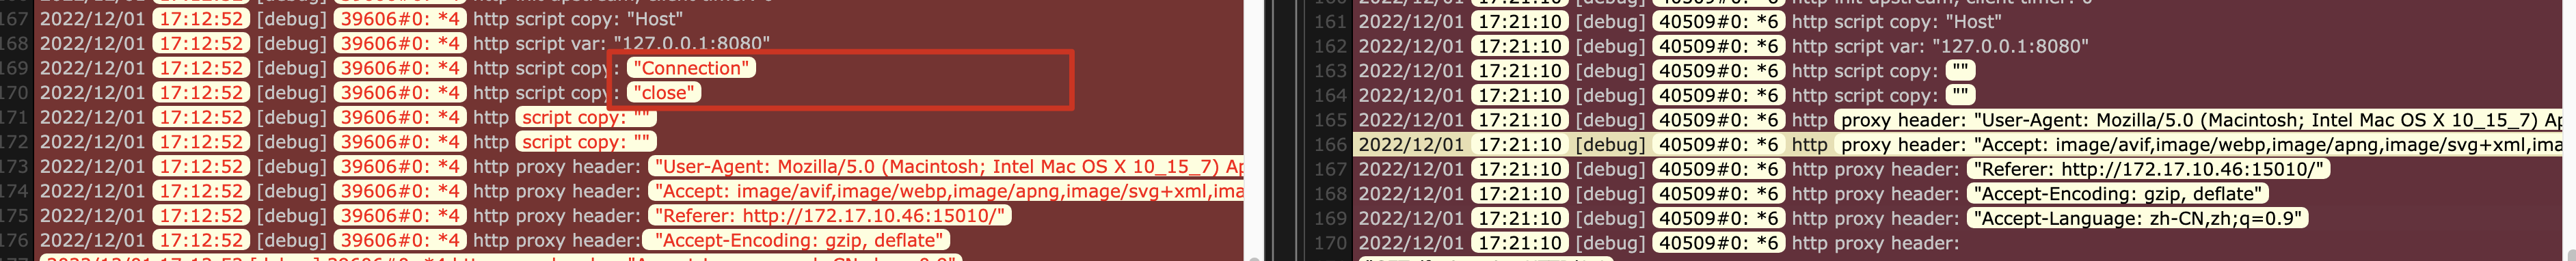 167 2022/12/01 17:12:52 [debug] 39606#0: *4 http script copy: "Host"
168 2022/12/01 17:12:52 [debug] 39606#0: *4 http script var: "127.0.0.1:8080"
169 2022/12/01 17:12:52 [debug] 39606#0: *4 http script copy: "Connection"
170 2022/12/01 17:12:52 [debug] 39606#0: *4 http script copy: "close"
171 2022/12/01 17:12:52 [debug] 39606#0: *4 http script copy: ""
172 2022/12/01 17:12:52 [debug] 39606#0: *4 http script copy: ""
173 2022/12/01 17:12:52 [debug] 39606#0: *4 http proxy header: "User-Agent: Mozilla/5.0 (Macintosh; Intel Mac OS X 10_15_7) Ap
174 2022/12/01 17:12:52 [debug] 39606#0: *4 http proxy header: "Accept: image/avif,image/webp,image/apng,image/svg+xml,ima
175 2022/12/01 17:12:52 [debug] 39606#0: *4 http proxy header: "Referer: http://172.17.10.46:15010/"
176 2022/12/01 17:12:52 [debug] 39606#0: *4 http proxy header: "Accept-Encoding: gzip, deflate"
161 2022/12/01 17:21:10 [debug] 40509#0: *6 http script copy: "Host"
162 2022/12/01 17:21:10 [debug] 40509#0: *6 http script var: "127.0.0.1:8080"
163 2022/12/01 17:21:10 [debug] 40509#0: *6 http script copy: ""
164 2022/12/01 17:21:10 [debug] 40509#0: *6 http script copy: ""
165 2022/12/01 17:21:10 [debug] 40509#0: *6 http proxy header: "User-Agent: Mozilla/5.0 (Macintosh; Intel Mac OS X 10_15_7) Ap
166 2022/12/01 17:21:10 [debug] 40509#0: *6 http proxy header: "Accept: image/avif,image/webp,image/apng,image/svg+xml,ima
167 2022/12/01 17:21:10 [debug] 40509#0: *6 http proxy header: "Referer: http://172.17.10.46:15010/"
168 2022/12/01 17:21:10 [debug] 40509#0: *6 http proxy header: "Accept-Encoding: gzip, deflate"
169 2022/12/01 17:21:10 [debug] 40509#0: *6 http proxy header: "Accept-Language: zh-CN,zh;q=0.9"
170 2022/12/01 17:21:10 [debug] 40509#0: *6 http proxy header: